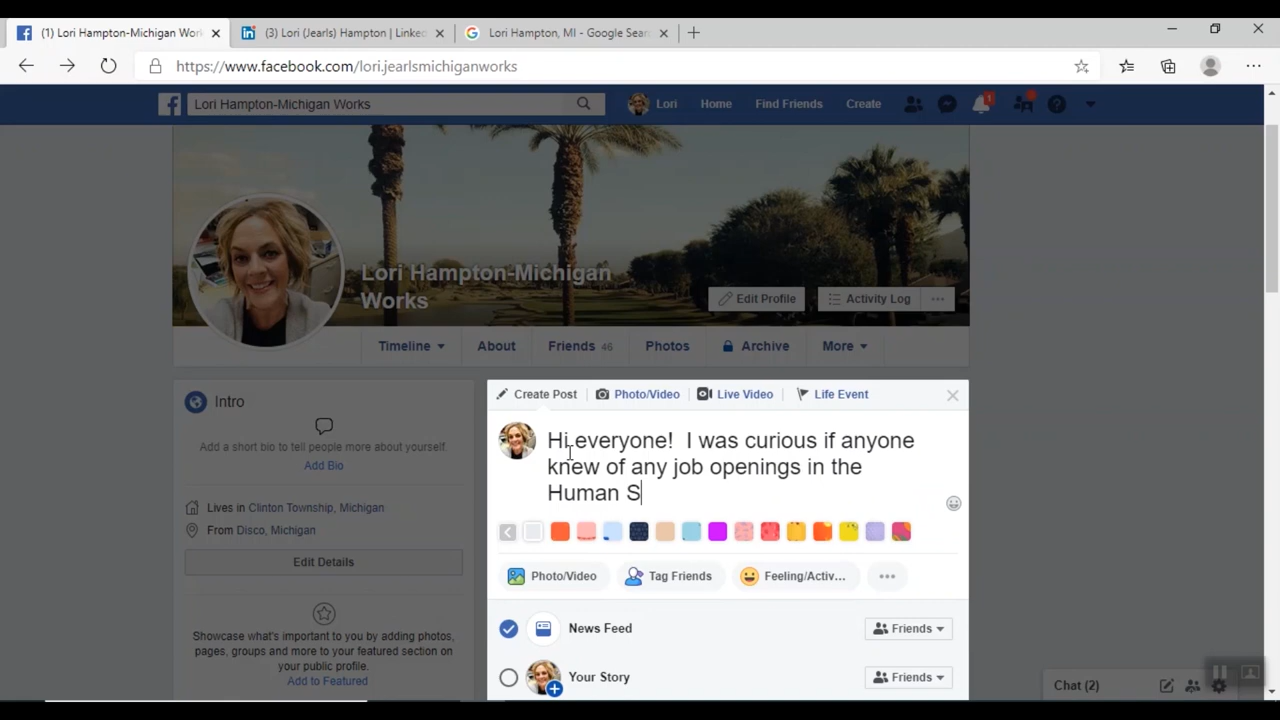 (1) Lori Hampton-Michigan Work
(3) Lori (Jearls) Hampton | Linked
Lori Hampton, MI - Google Sear
https://www.facebook.com/lori.jearlsmichiganworks
Lori Hampton-Michigan Works
Lori
Home
Find Friends
Create
1
Lori Hampton-Michigan
Works
Edit Profile
Activity Log
Timeline
About
Friends 46
Photos
Archive
More
Intro
Add a short bio to tell people more about yourself.
Add Bio
Lives in Clinton Township, Michigan
From Disco, Michigan
Edit Details
Showcase what's important to you by adding photos,
pages, groups and more to your featured section on
your public profile.
Add to Featured
Create Post
Photo/Video
Live Video
Life Event
Hi everyone!  I was curious if anyone
knew of any job openings in the
Human S
Photo/Video
Tag Friends
Feeling/Activ...
News Feed
Friends
Your Story
Friends
Chat (2)